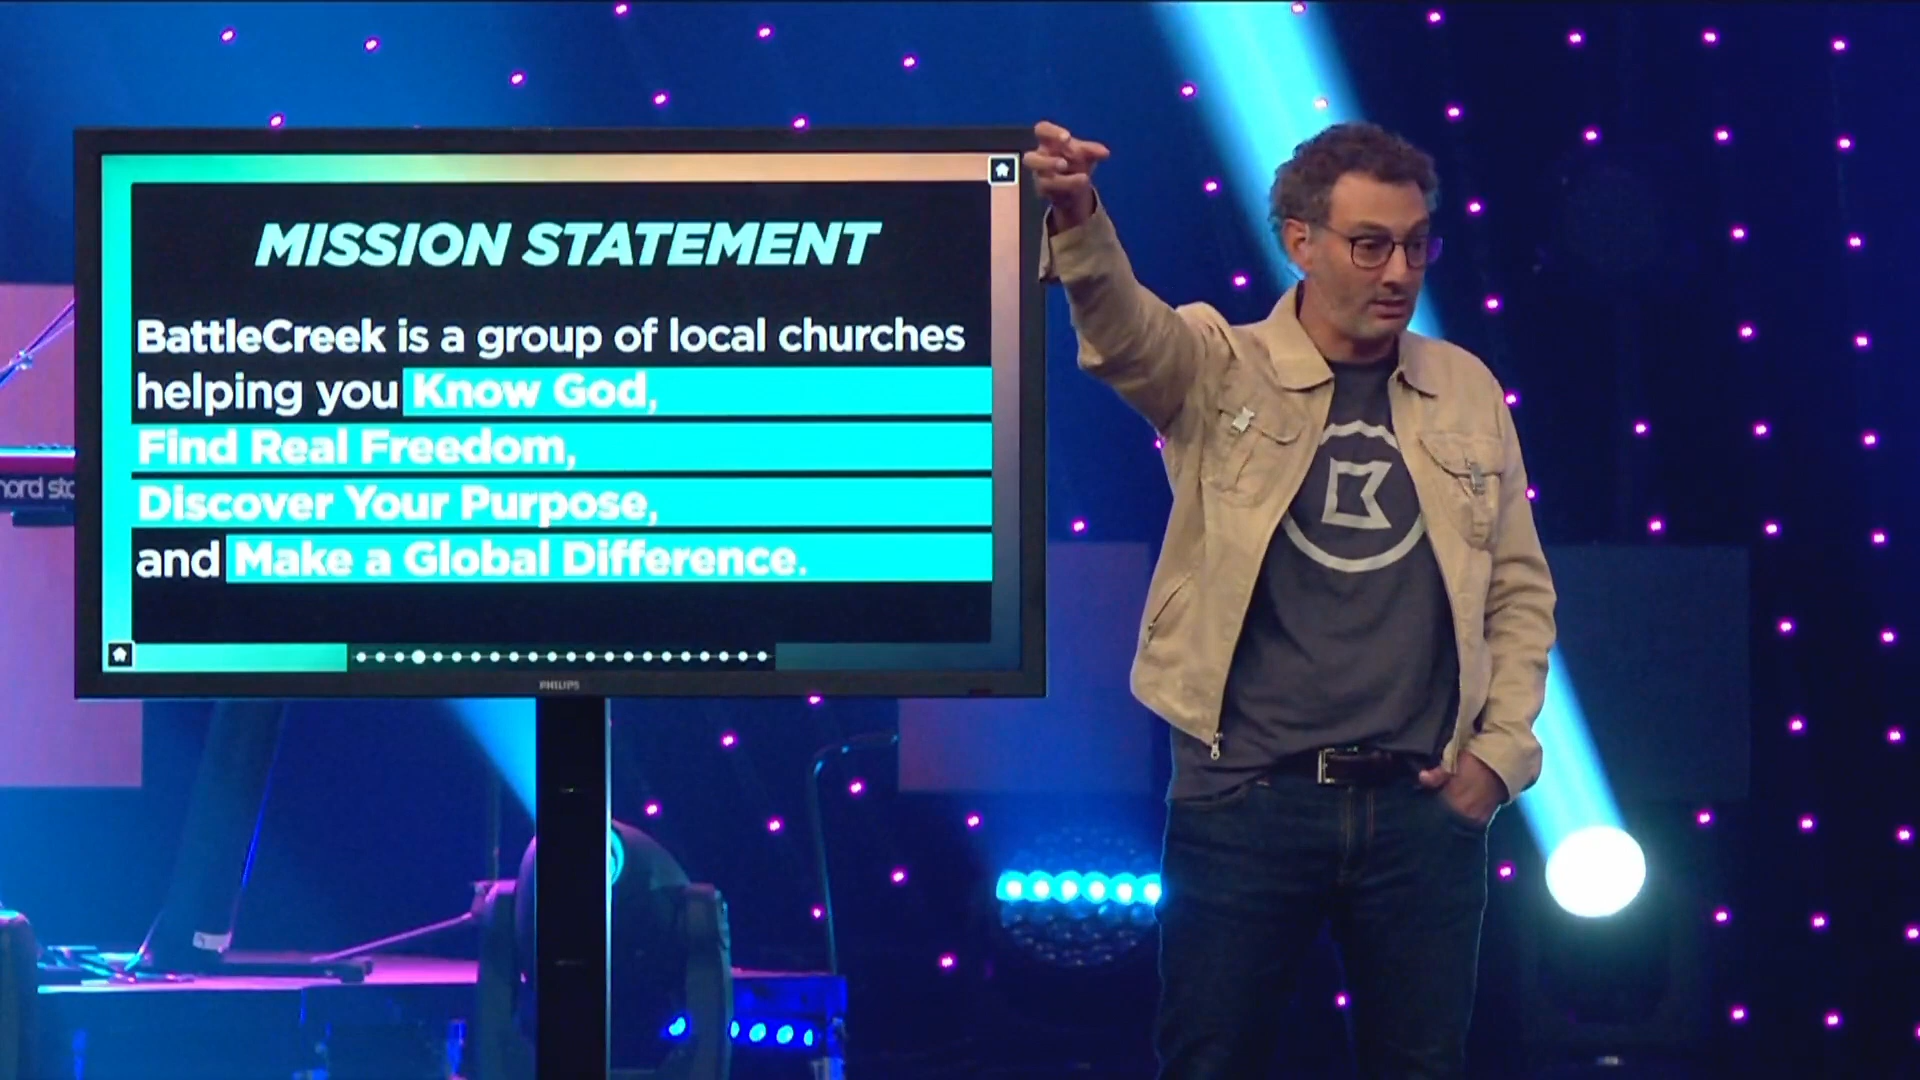 MISSION STATEMENT
BattleCreek is a group of local churches
helping you Know God,
Find Real Freedom,
Discover Your Purpose,
and Make a Global Difference.
PHILIPS
nord